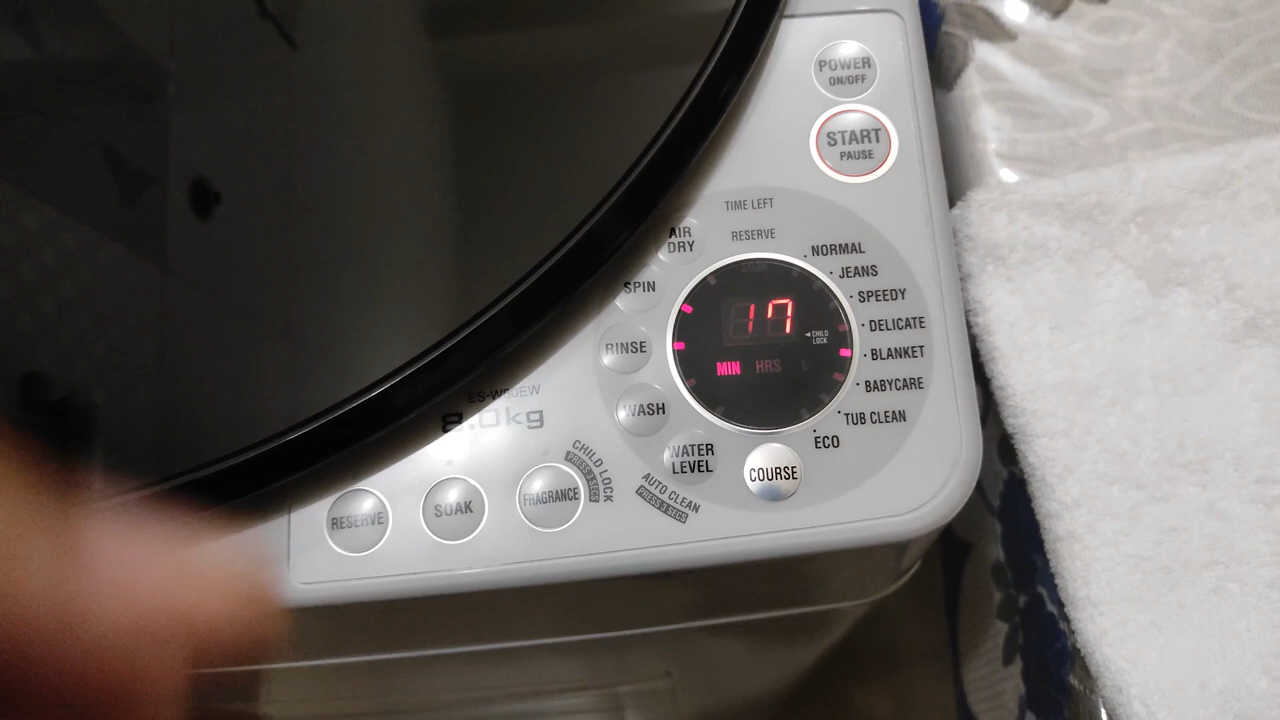 POWER
ON/OFF
START
PAUSE
TIME LEFT
RESERVE
AIR
DRY
SPIN
RINSE
WASH
WATER
LEVEL
NORMAL
JEANS
SPEEDY
DELICATE
BLANKET
BABYCARE
TUB CLEAN
ECO
17
CHILD
LOCK
MIN HRS
COURSE
8.0kg
RESERVE
SOAK
FRAGRANCE
CHILD LOCK
PRESS 3 SECS
AUTO CLEAN
PRESS 3 SECS